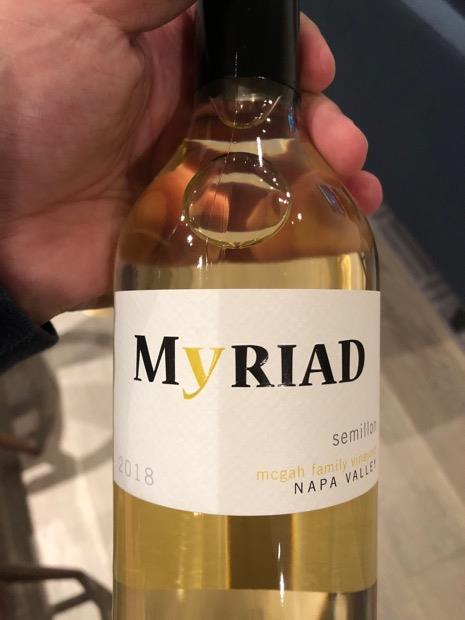 MyRIAD
semillon
2018
mcgah family vineyard
NAPA VALLEY